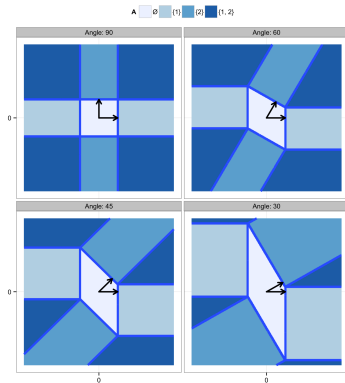 A Ø {1} {2} {1, 2}
Angle: 90
Angle: 60
0
Angle: 45
Angle: 30
0
0
0